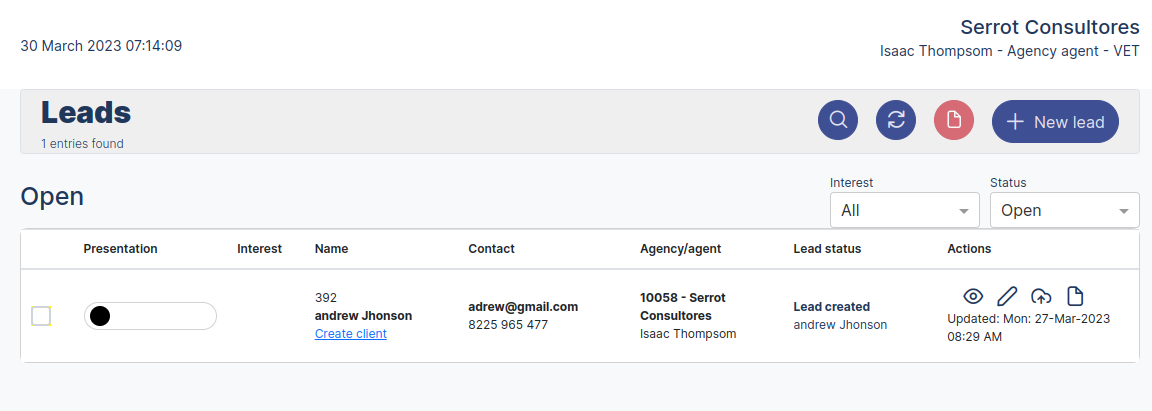 Serrot Consultores
30 March 2023 07:14:09
Isaac Thompsom - Agency agent - VET
Leads
1 entries found
New lead
Open
Interest
Status
All
Open
Presentation
Interest
Name
Contact
Agency/agent
Lead status
Actions
392
andrew Jhonson
Create client
adrew@gmail.com
8225 965 477
10058 - Serrot
Consultores
Isaac Thompsom
Lead created
andrew Jhonson
Updated: Mon: 27-Mar-2023
08:29 AM